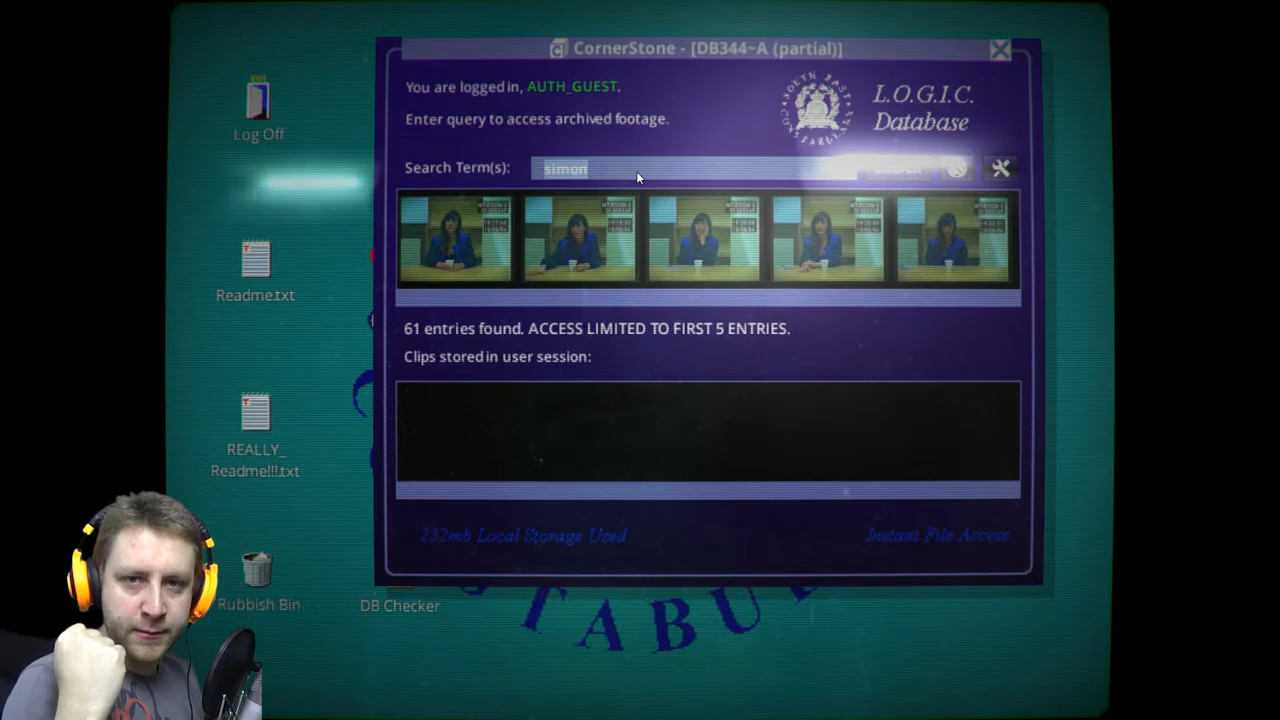 CornerStone - [DB344~A (partial)]
You are logged in, AUTH_GUEST.
Enter query to access archived footage.
L.O.G.I.C.
Database
Search Term(s):
simon
61 entries found. ACCESS LIMITED TO FIRST 5 ENTRIES.
Clips stored in user session:
232mb Local Storage Used
Instant File Access
Log Off
Readme.txt
REALLY_
Readme!!!.txt
Rubbish Bin
DB Checker